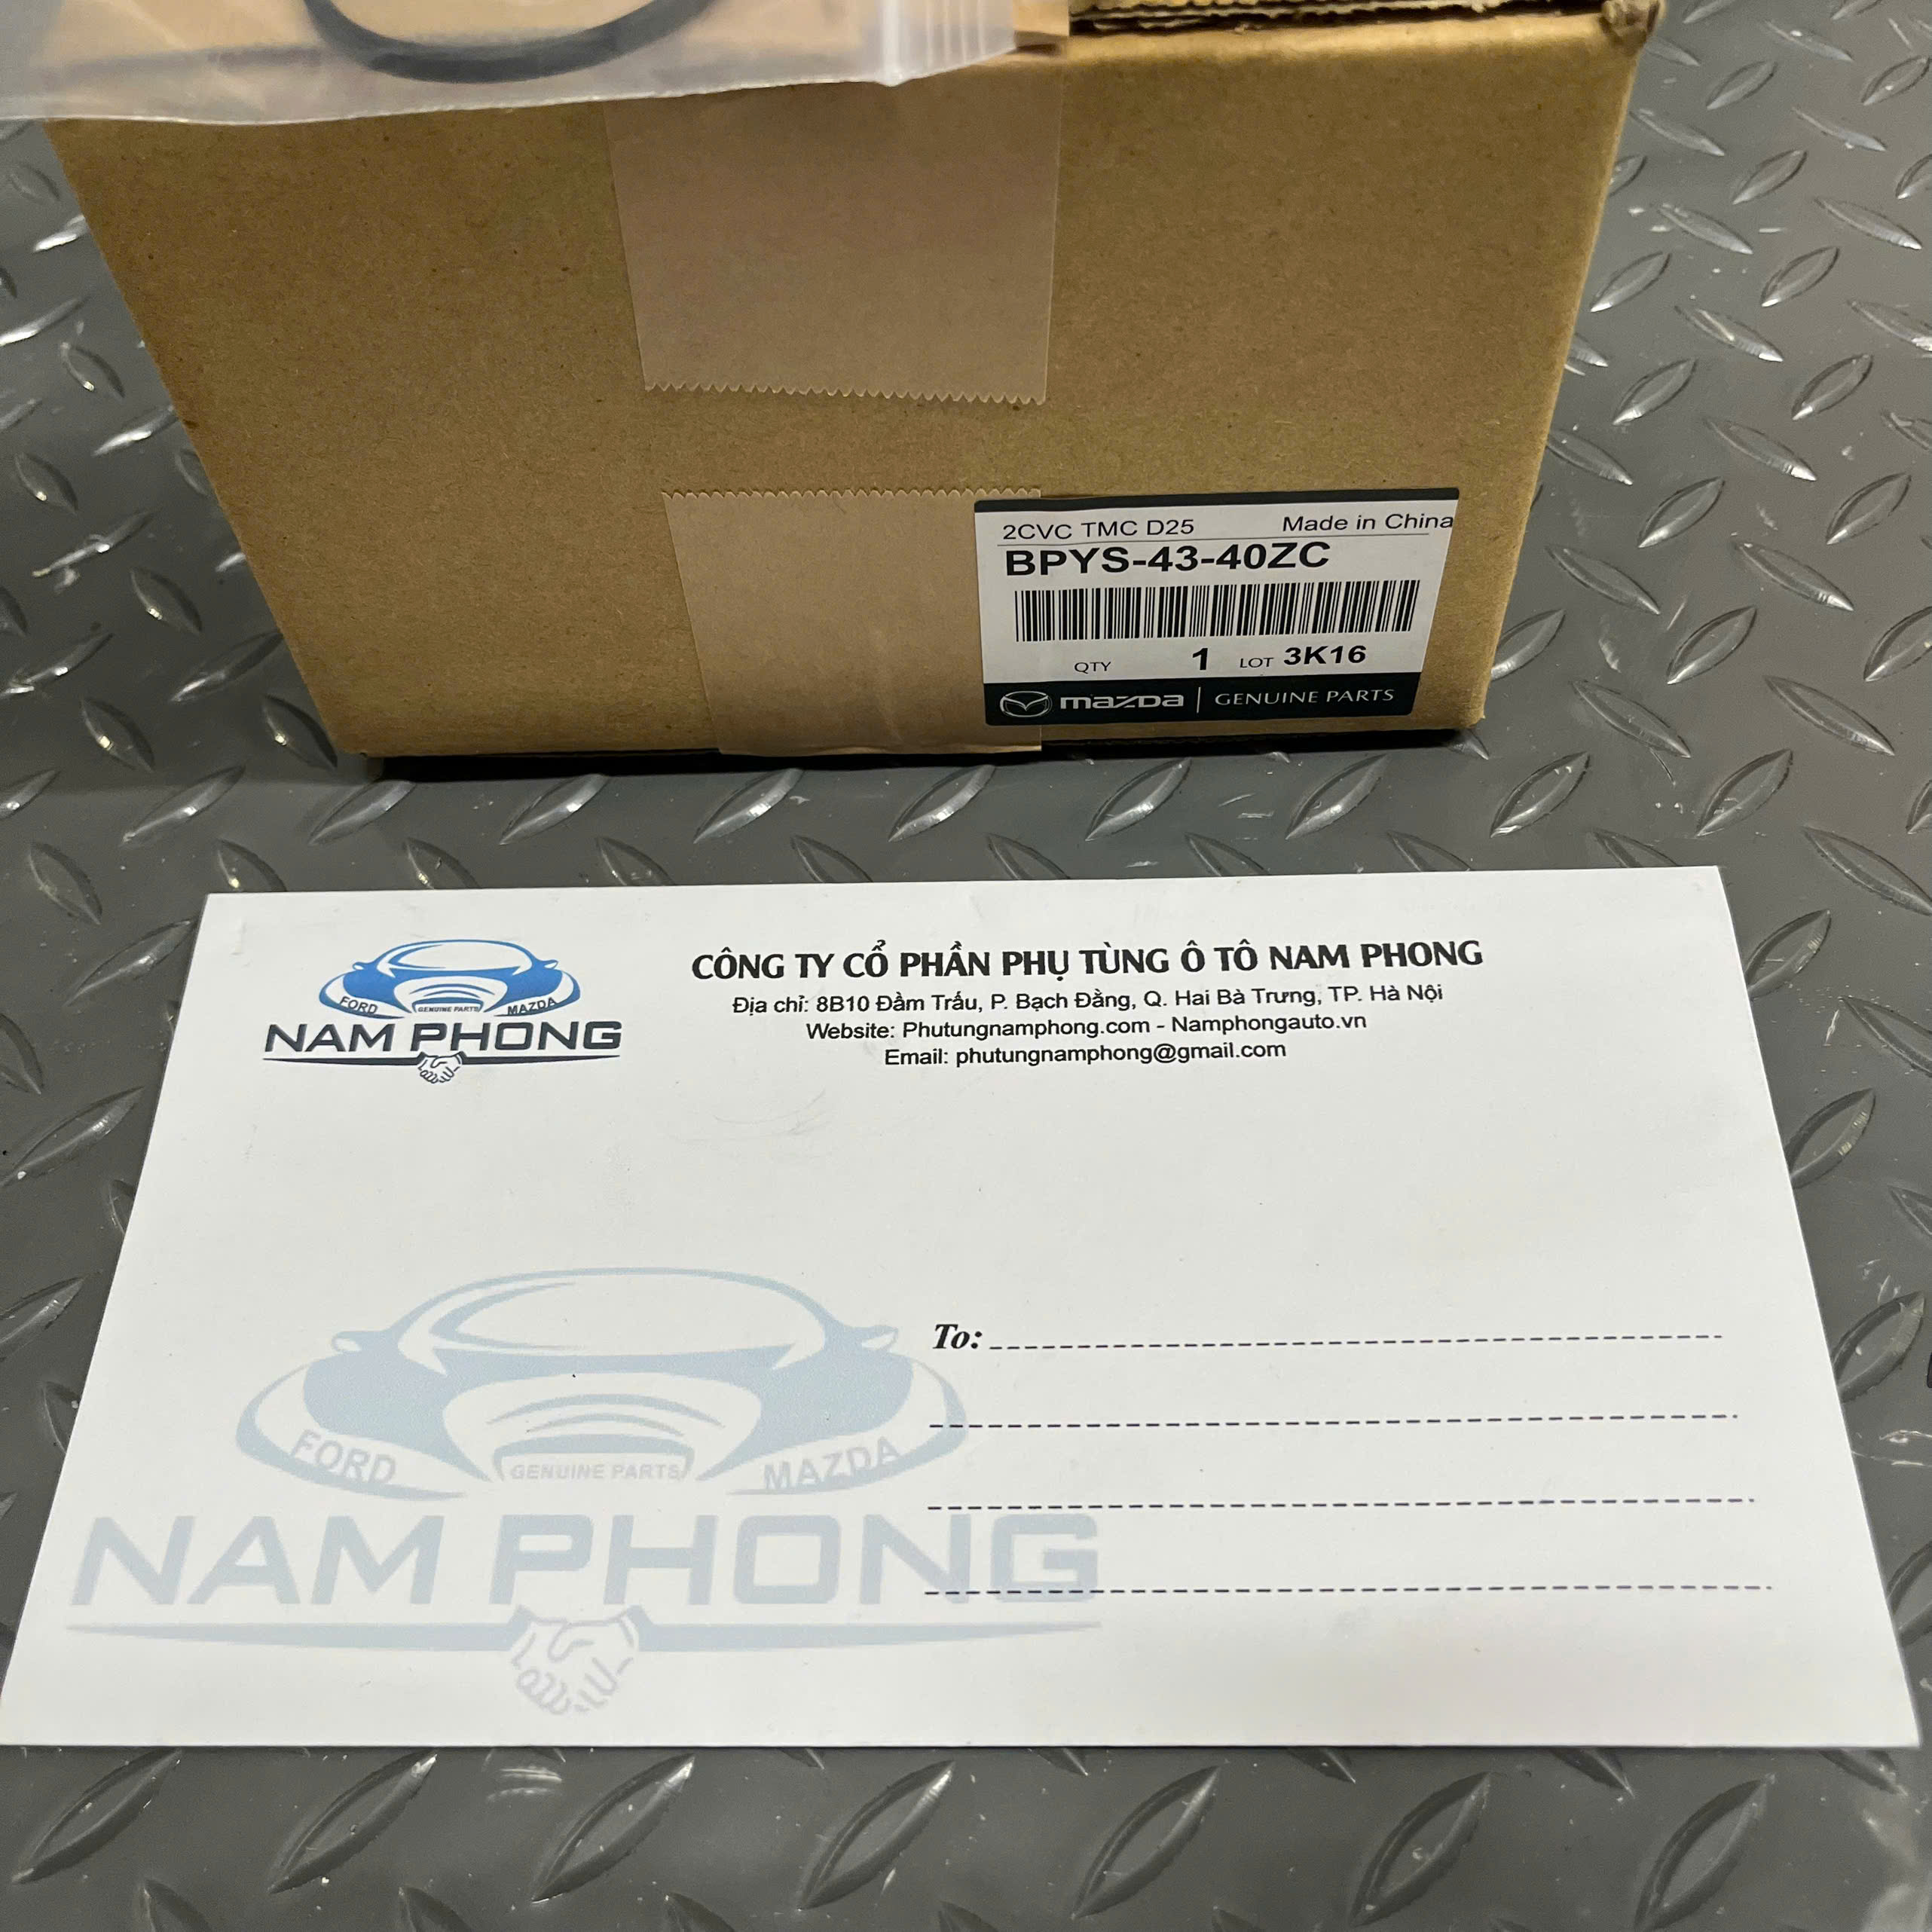 2CVC TMC D25 Made in China
BPYS-43-40ZC
QTY 1 LOT 3K16
mazda GENUINE PARTS
FORD GENUINE PARTS MAZDA
NAM PHONG
CÔNG TY CỔ PHẦN PHỤ TÙNG Ô TÔ NAM PHONG
Địa chỉ: 8B10 Đầm Trấu, P. Bạch Đằng, Q. Hai Bà Trưng, TP. Hà Nội
Website: Phutungnamphong.com - Namphongauto.vn
Email: phutungnamphong@gmail.com
To:
FORD GENUINE PARTS MAZDA
NAM PHONG